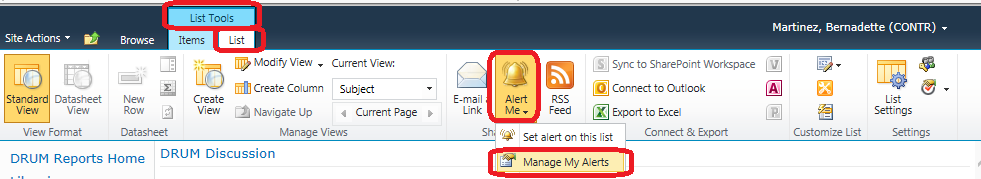 List Tools
Martinez, Bernadette (CONTR)
Site Actions Browse Items List
Standard View
Datasheet View
View Format
New Row
Datasheet
Create View
Modify View
Create Column
Navigate Up
Current View:
Subject
Current Page
Manage Views
E-mail a Link
Alert Me
RSS Feed
Sha
Set alert on this list
Manage My Alerts
Sync to SharePoint Workspace
Connect to Outlook
Export to Excel
Connect & Export
Customize List
List Settings
Settings
DRUM Reports Home
DRUM Discussion